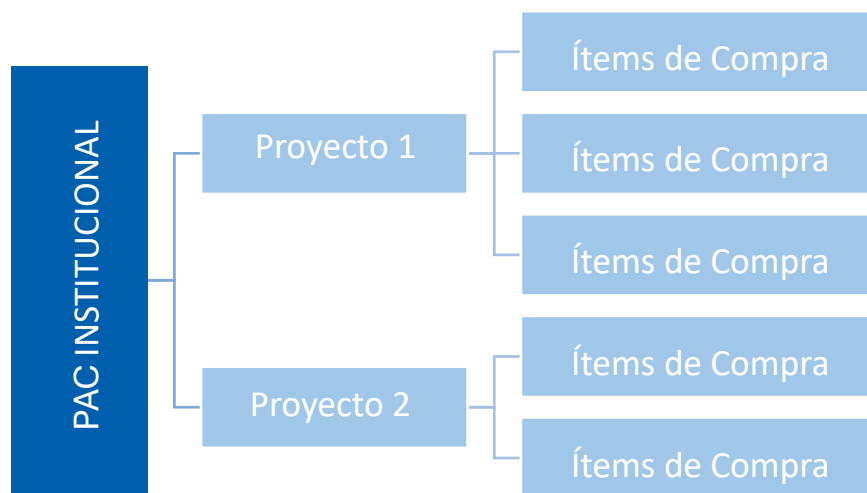 PAC INSTITUCIONAL
Proyecto 1
Ítems de Compra
Ítems de Compra
Ítems de Compra
Proyecto 2
Ítems de Compra
Ítems de Compra